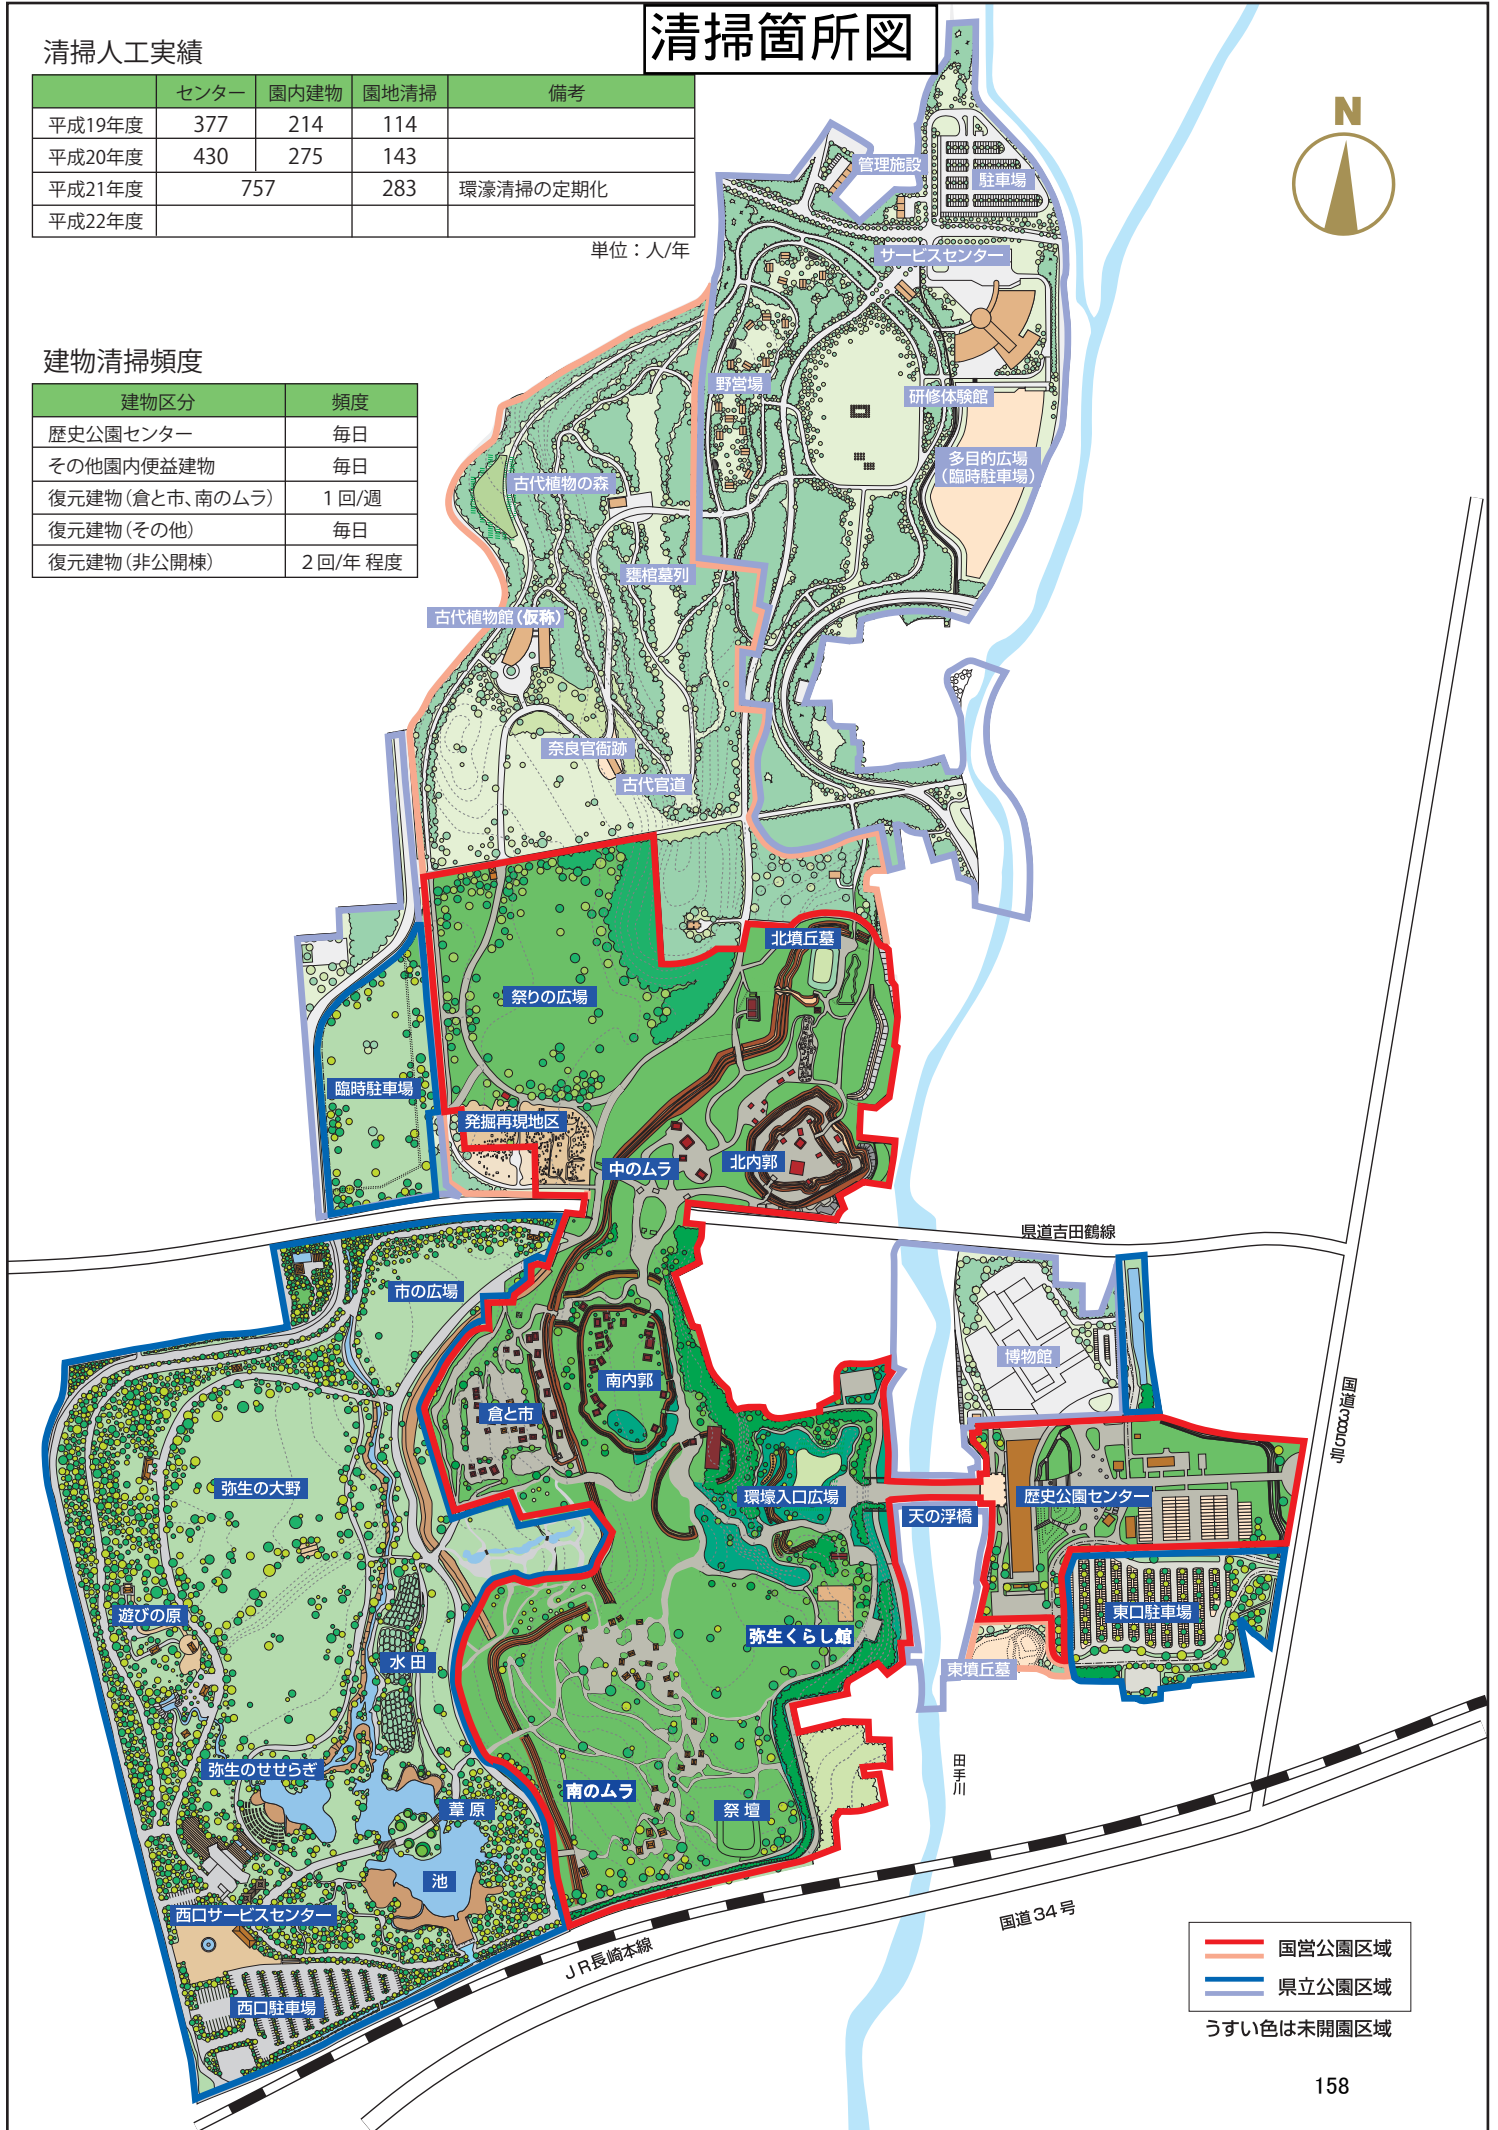 清掃箇所図
清掃人工実績
センター 園内建物 園地清掃 備考
平成19年度 377 214 114
平成20年度 430 275 143
平成21年度 757 283 環濠清掃の定期化
平成22年度
単位：人/年
建物清掃頻度
建物区分 頻度
歴史公園センター 毎日
その他園内便益建物 毎日
復元建物（倉と市、南のムラ） 1回/週
復元建物（その他） 毎日
復元建物（非公開棟） 2回/年 程度
N
管理施設
駐車場
サービスセンター
野営場
研修体験館
多目的広場
（臨時駐車場）
古代植物の森
甕棺墓列
古代植物館（仮称）
奈良官衙跡
古代官道
北墳丘墓
祭りの広場
臨時駐車場
発掘再現地区
中のムラ
北内郭
県道吉田鶴線
市の広場
博物館
南内郭
国道385号
倉と市
弥生の大野
環壕入口広場
歴史公園センター
天の浮橋
遊びの原
東口駐車場
弥生くらし館
水田
東墳丘墓
弥生のせせらぎ
田手川
南のムラ
葦原
祭壇
池
西口サービスセンター
国道34号
JR長崎本線
西口駐車場
国営公園区域
県立公園区域
うすい色は未開園区域
158